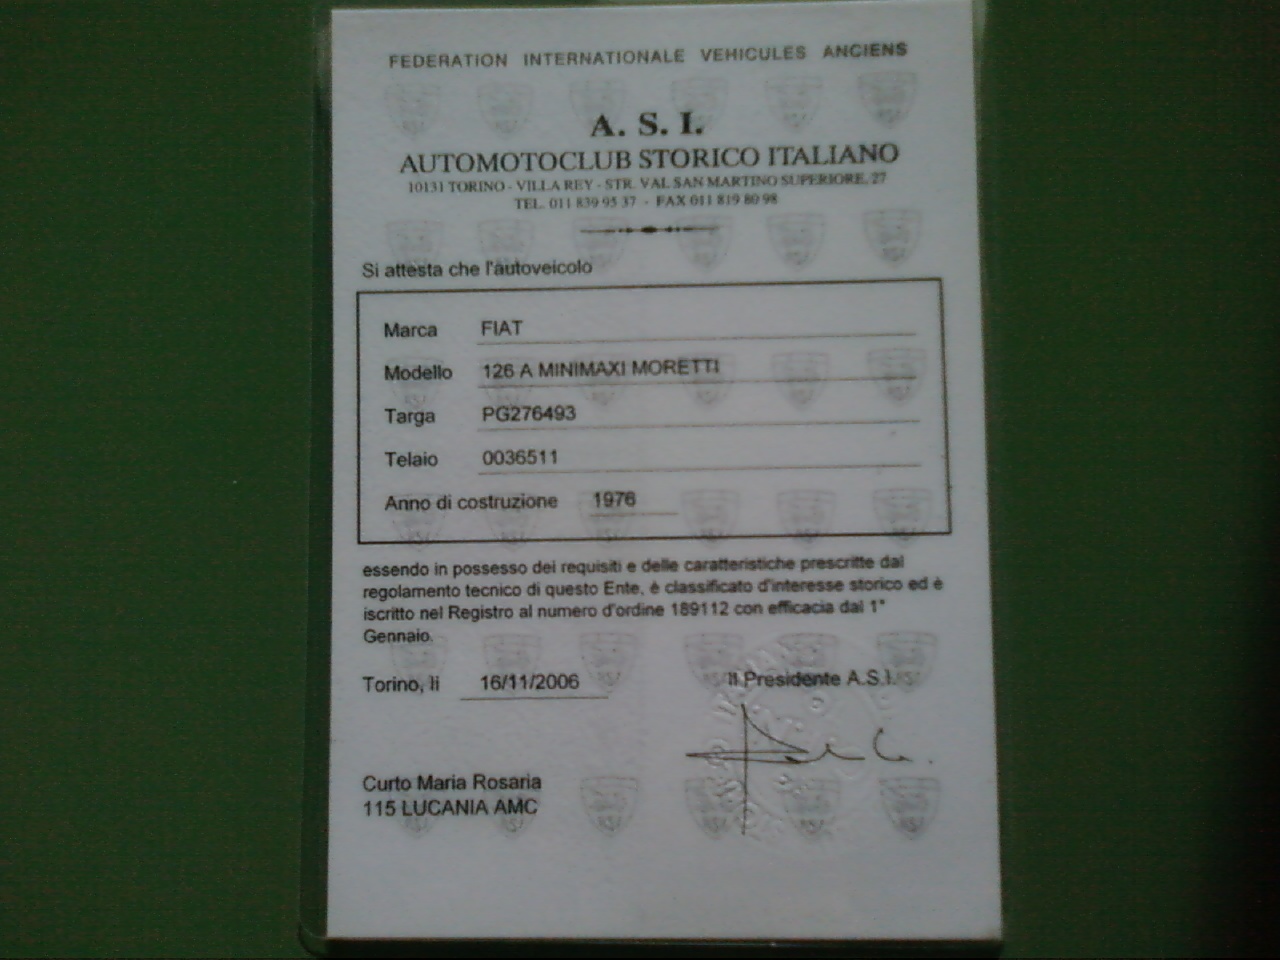 FEDERATION INTERNATIONALE VEHICULES ANCIENS
A. S. I.
AUTOMOTOCLUB STORICO ITALIANO
10131 TORINO - VILLA REY - STR. VAL SAN MARTINO SUPERIORE, 27
TEL. 011 839 95 37 - FAX 011 819 80 98
Si attesta che l'autoveicolo
Marca FIAT
Modello 126 A MINIMAXI MORETTI
Targa PG276493
Telaio 0036511
Anno di costruzione 1976
essendo in possesso dei requisiti e delle caratteristiche prescritte dal
regolamento tecnico di questo Ente, è classificato d'interesse storico ed è
iscritto nel Registro al numero d'ordine 189112 con efficacia dal 1°
Gennaio.
Torino, lì 16/11/2006 Il Presidente A.S.I.
Curto Maria Rosaria
115 LUCANIA AMC